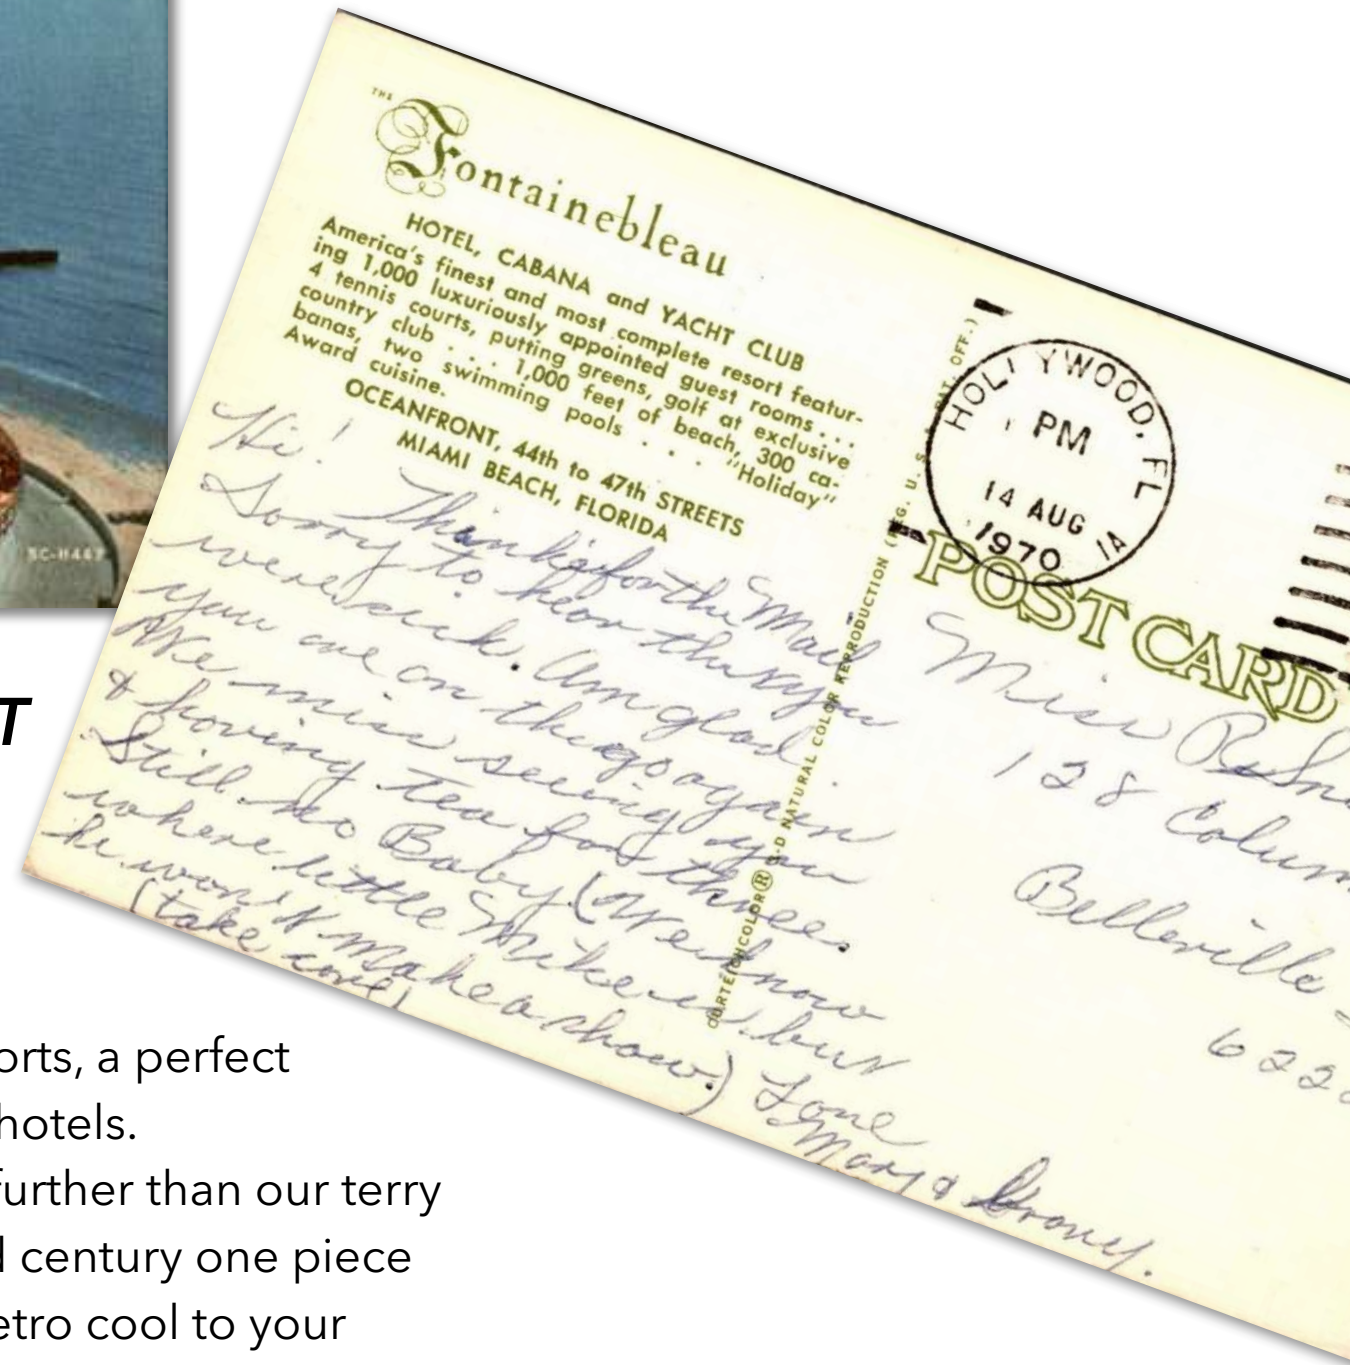 THE
Fontainebleau
HOTEL, CABANA and YACHT CLUB
America's finest and most complete resort featur-
ing 1,000 luxuriously appointed guest rooms . . .
4 tennis courts, putting greens, golf at exclusive
country club . . . 1,000 feet of beach, 300 ca-
banas, two swimming pools . . . "Holiday"
Award cuisine.
OCEANFRONT, 44th to 47th STREETS
MIAMI BEACH, FLORIDA
Hi! Thanks for the Mail
Sorry to hear that you
were sick. Am glad
you are on the go again
We miss seeing you
& having tea for three.
Still no Baby (We know
where little Mike is but
he won't make a show.)
(take care)
Love
Mary &
NATURAL COLOR REPRODUCTION
HOLLYWOOD, FL
PM
14 AUG
1970
POST CARD
Miss
128
Belleville
622
SC-H447
T
orts, a perfect
hotels.
further than our terry
d century one piece
etro cool to your